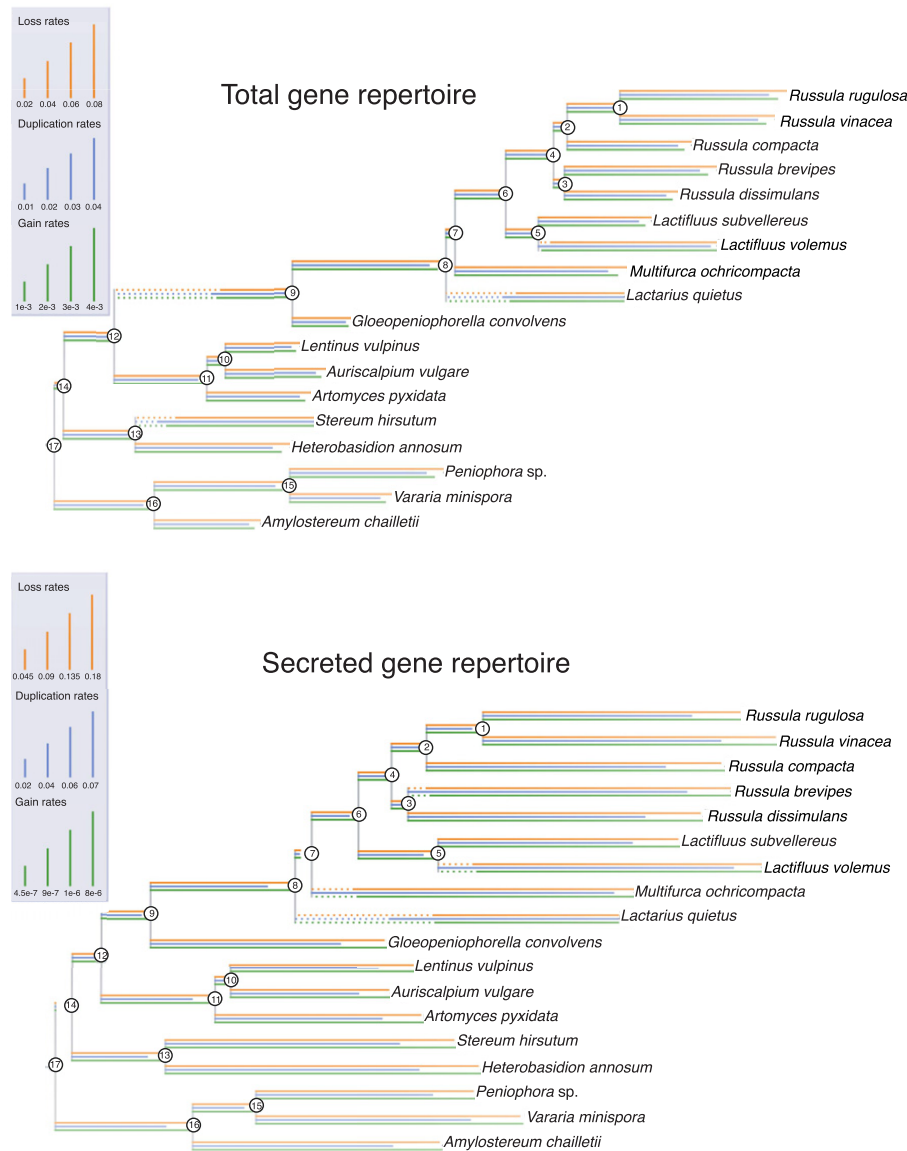 Loss rates
0.02 0.04 0.06 0.08
Duplication rates
0.01 0.02 0.03 0.04
Gain rates
1e-3 2e-3 3e-3 4e-3
Total gene repertoire
1 Russula rugulosa
Russula vinacea
2
Russula compacta
4
Russula brevipes
3
Russula dissimulans
6
Lactifluus subvellereus
7 5
Lactifluus volemus
8 Multifurca ochricompacta
9 Lactarius quietus
Gloeopeniophorella convolvens
12
Lentinus vulpinus
10
Auriscalpium vulgare
11
14
Artomyces pyxidata
Stereum hirsutum
13
17 Heterobasidion annosum
Peniophora sp.
15
Vararia minispora
16
Amylostereum chailletii
Loss rates
0.045 0.09 0.135 0.18
Duplication rates
0.02 0.04 0.06 0.07
Gain rates
4.5e-7 9e-7 1e-6 8e-6
Secreted gene repertoire
Russula rugulosa
1
Russula vinacea
2
Russula compacta
4
Russula brevipes
3
Russula dissimulans
6
Lactifluus subvellereus
7 5
Lactifluus volemus
8
Multifurca ochricompacta
9 Lactarius quietus
Gloeopeniophorella convolvens
12
Lentinus vulpinus
10
Auriscalpium vulgare
11
14
Artomyces pyxidata
Stereum hirsutum
13
17 Heterobasidion annosum
Peniophora sp.
15
Vararia minispora
16
Amylostereum chailletii